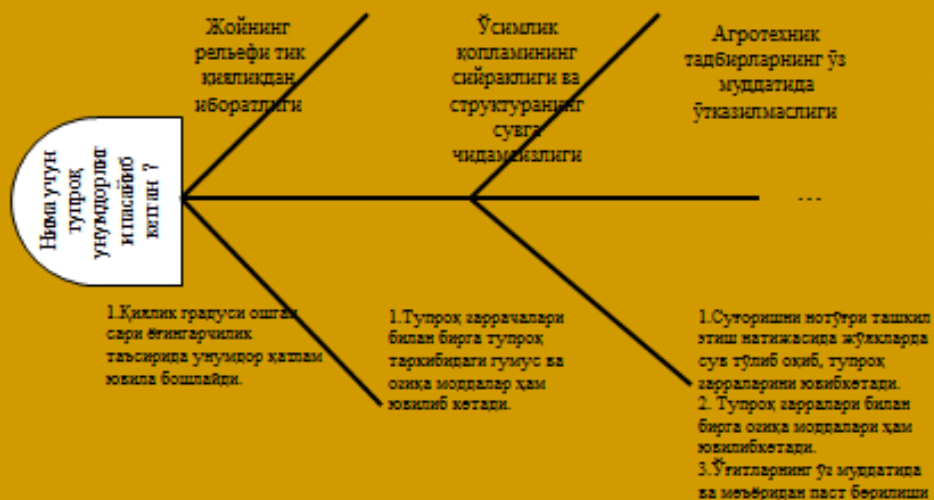 Жойнинг
рельефи тик
қияликдан
иборатлиги
Ўсимлик
қопламининг
сийраклиги ва
структуранинг
сувга
чидамсизлиги
Агротехник
тадбирларнинг ўз
муддатида
ўтказилмаслиги
Нима учун
тупроқ
унумдорлиг
и пасайиб
кетган ?
...
1.Қиялик градуси ошган
сари ёғингарчилик
таъсирида унумдор қатлам
ювила бошлайди.
1.Тупроқ заррачалари
билан бирга тупроқ
таркибидаги гумус ва
озиқа моддалар ҳам
ювилиб кетади.
1.Суғоришни нотўғри ташкил
этиш натижасида жўякларда
сув тўлиб оқиб, тупроқ
зарраларини ювибкетади.
2. Тупроқ зарралари билан
бирга озиқа моддалари ҳам
ювилибкетади.
3.Ўғитларнинг ўз муддатида
ва меъёридан паст берилиши